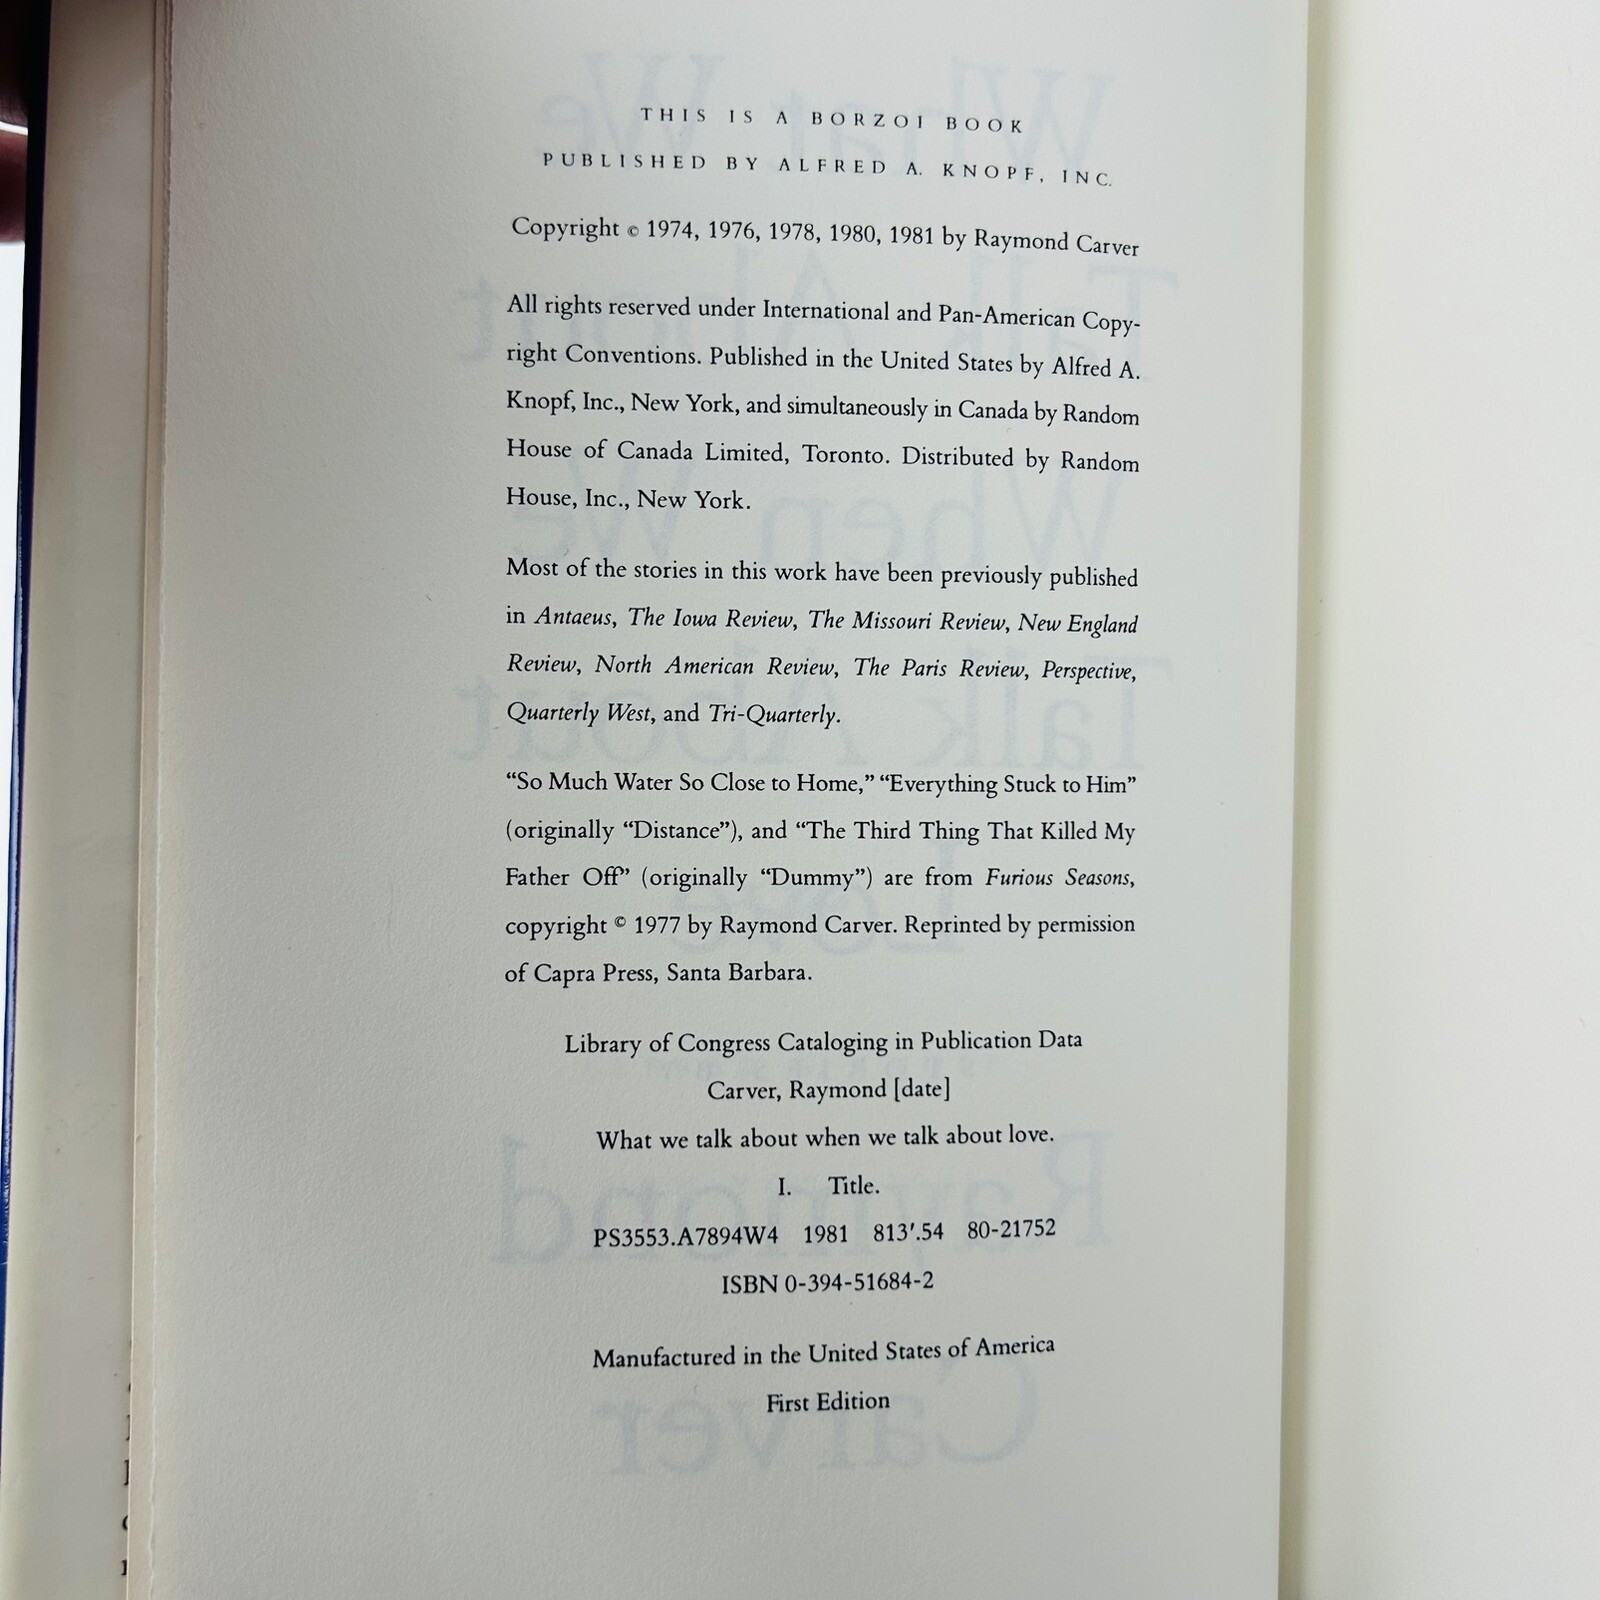 THIS IS A BORZOI BOOK
PUBLISHED BY ALFRED A. KNOPF, INC.
Copyright © 1974, 1976, 1978, 1980, 1981 by Raymond Carver
All rights reserved under International and Pan-American Copy-
right Conventions. Published in the United States by Alfred A.
Knopf, Inc., New York, and simultaneously in Canada by Random
House of Canada Limited, Toronto. Distributed by Random
House, Inc., New York.
Most of the stories in this work have been previously published
in Antaeus, The Iowa Review, The Missouri Review, New England
Review, North American Review, The Paris Review, Perspective,
Quarterly West, and Tri-Quarterly.
“So Much Water So Close to Home,” “Everything Stuck to Him”
(originally “Distance”), and “The Third Thing That Killed My
Father Off” (originally “Dummy”) are from Furious Seasons,
copyright © 1977 by Raymond Carver. Reprinted by permission
of Capra Press, Santa Barbara.
Library of Congress Cataloging in Publication Data
Carver, Raymond [date]
What we talk about when we talk about love.
I. Title.
PS3553.A7894W4 1981 813′.54 80-21752
ISBN 0-394-51684-2
Manufactured in the United States of America
First Edition